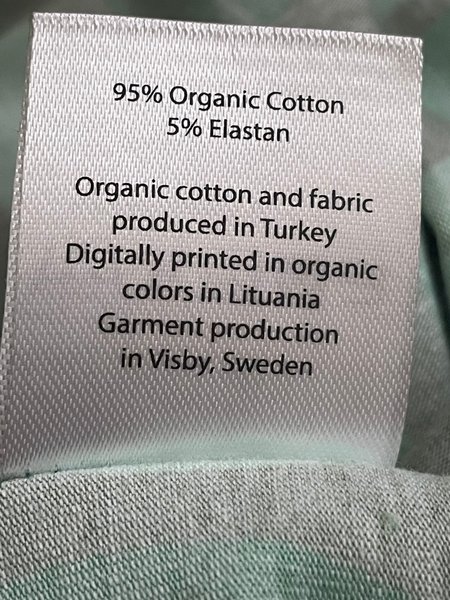 95% Organic Cotton
5% Elastan
Organic cotton and fabric
produced in Turkey
Digitally printed in organic
colors in Lituania
Garment production
in Visby, Sweden